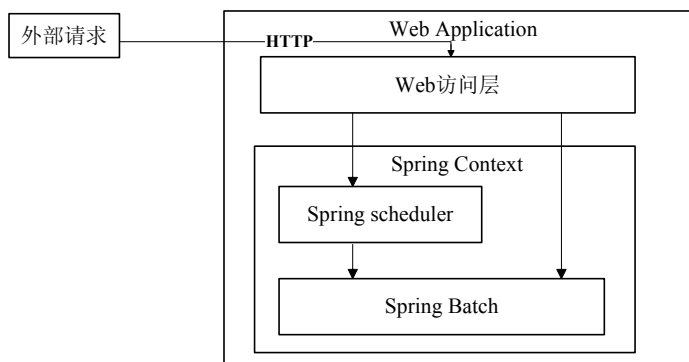 外部请求
HTTP
Web Application
Web访问层
Spring Context
Spring scheduler
Spring Batch